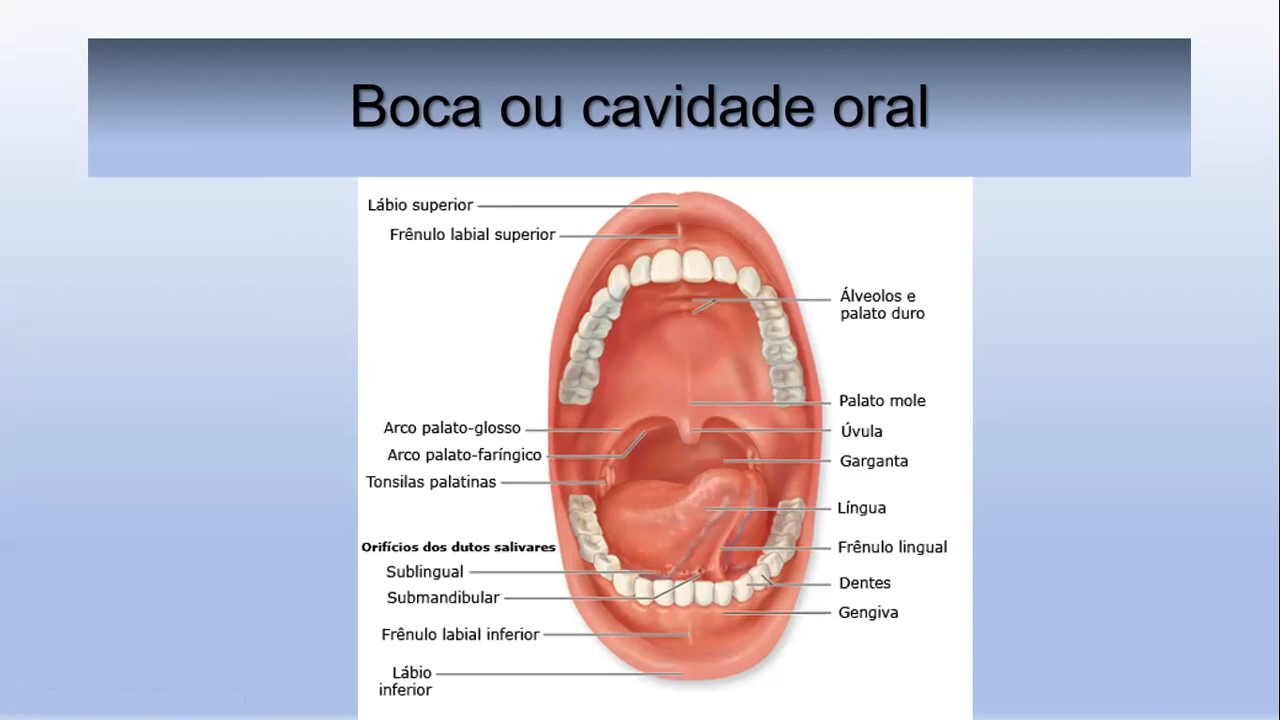 Boca ou cavidade oral
Lábio superior
Frênulo labial superior
Álveolos e
palato duro
Palato mole
Arco palato-glosso
Úvula
Arco palato-faríngico
Garganta
Tonsilas palatinas
Língua
Orifícios dos dutos salivares
Frênulo lingual
Sublingual
Dentes
Submandibular
Gengiva
Frênulo labial inferior
Lábio
inferior